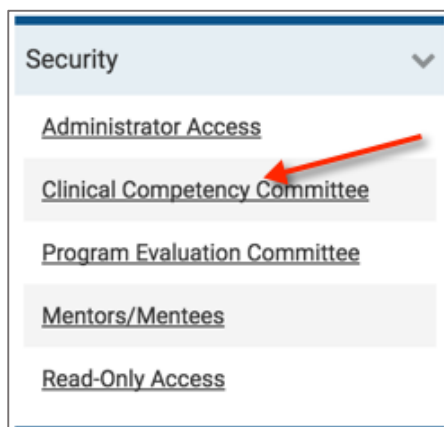 Security
Administrator Access
Clinical Competency Committee
Program Evaluation Committee
Mentors/Mentees
Read-Only Access